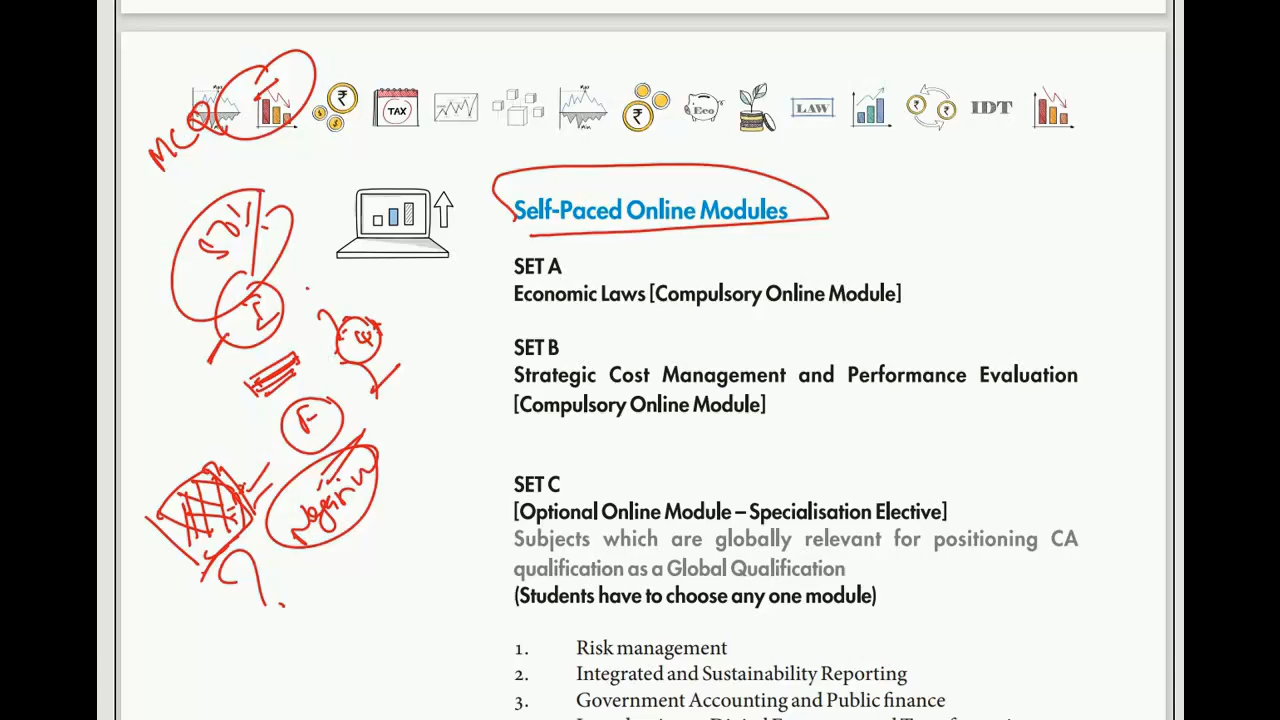 MCQ
TAX
Eco
LAW
IDT
50%
Self-Paced Online Modules
SET A
Economic Laws [Compulsory Online Module]
SET B
Strategic Cost Management and Performance Evaluation
[Compulsory Online Module]
SET C
[Optional Online Module – Specialisation Elective]
Subjects which are globally relevant for positioning CA
qualification as a Global Qualification
(Students have to choose any one module)
1. Risk management
2. Integrated and Sustainability Reporting
3. Government Accounting and Public finance